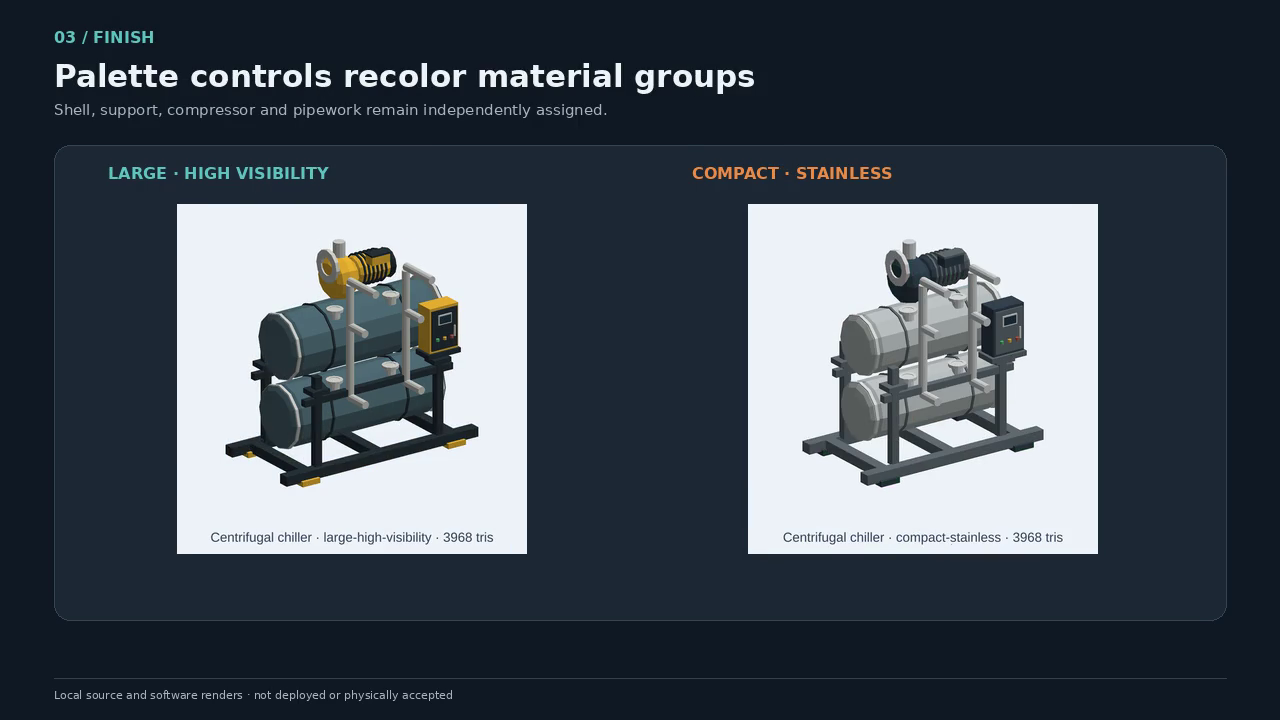 03 / FINISH
Palette controls recolor material groups
Shell, support, compressor and pipework remain independently assigned.
LARGE · HIGH VISIBILITY
COMPACT · STAINLESS
Centrifugal chiller · large-high-visibility · 3968 tris
Centrifugal chiller · compact-stainless · 3968 tris
Local source and software renders · not deployed or physically accepted